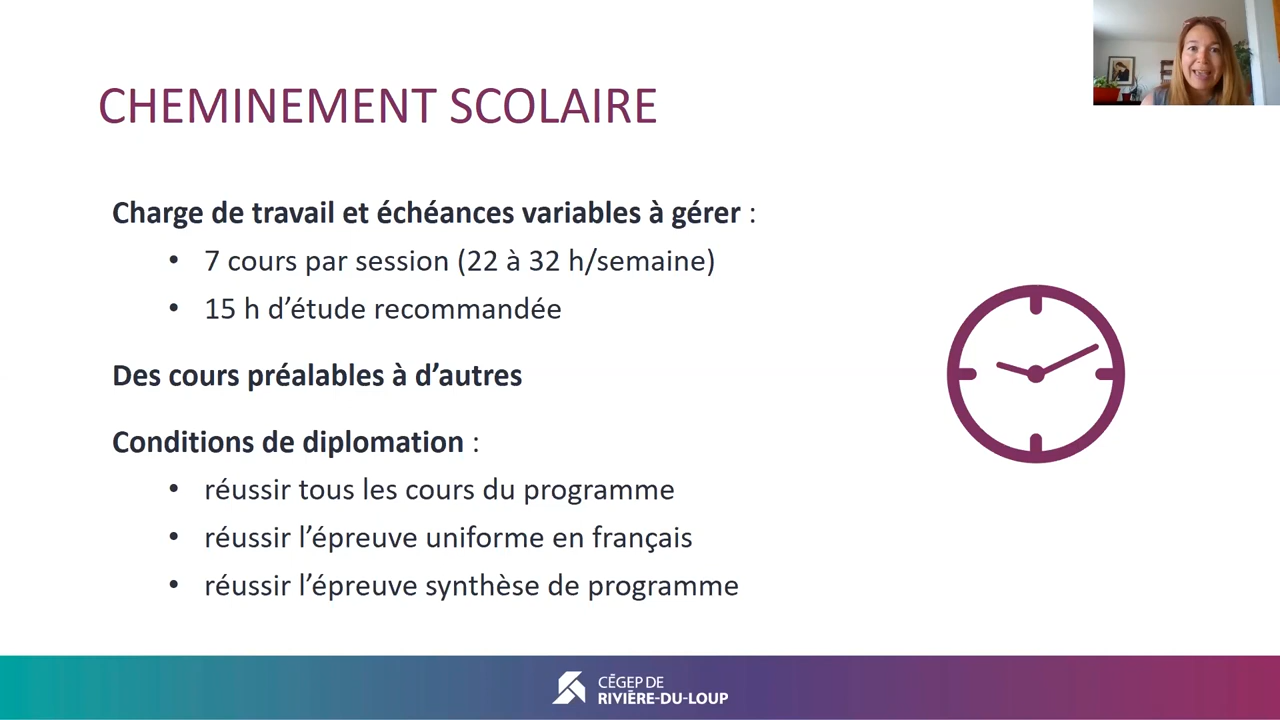 CHEMINEMENT SCOLAIRE
Charge de travail et échéances variables à gérer :
• 7 cours par session (22 à 32 h/semaine)
• 15 h d’étude recommandée
Des cours préalables à d’autres
Conditions de diplomation :
• réussir tous les cours du programme
• réussir l’épreuve uniforme en français
• réussir l’épreuve synthèse de programme
CÉGEP DE
RIVIÈRE-DU-LOUP